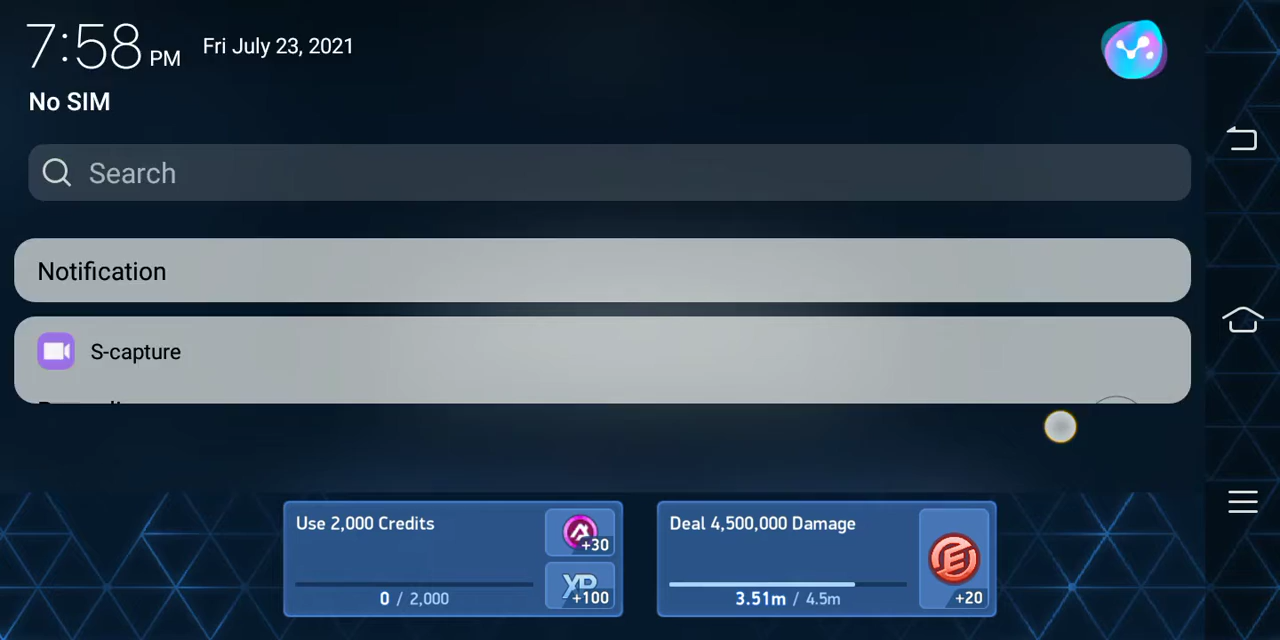 7:58 PM Fri July 23, 2021
No SIM
Search
Notification
S-capture
Use 2,000 Credits
+30
XP
+100
0 / 2,000
Deal 4,500,000 Damage
3.51m / 4.5m
+20